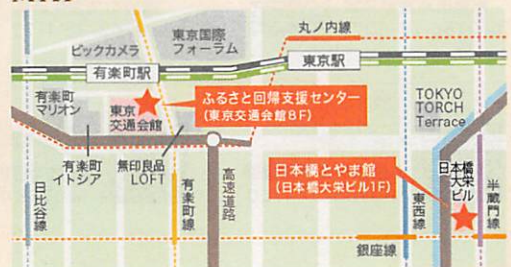 丸ノ内線
東京国際
フォーラム
ビックカメラ
有楽町駅
東京駅
有楽町
マリオン
東京
交通会館
ふるさと回帰支援センター
(東京交通会館8F)
TOKYO
TORCH
Terrace
有楽町
イトシア
無印良品
LOFT
日本橋とやま館
(日本橋大栄ビル1F)
日本橋
大栄
ビル
日比谷線
有楽町線
高速道路
東西線
半蔵門線
銀座線